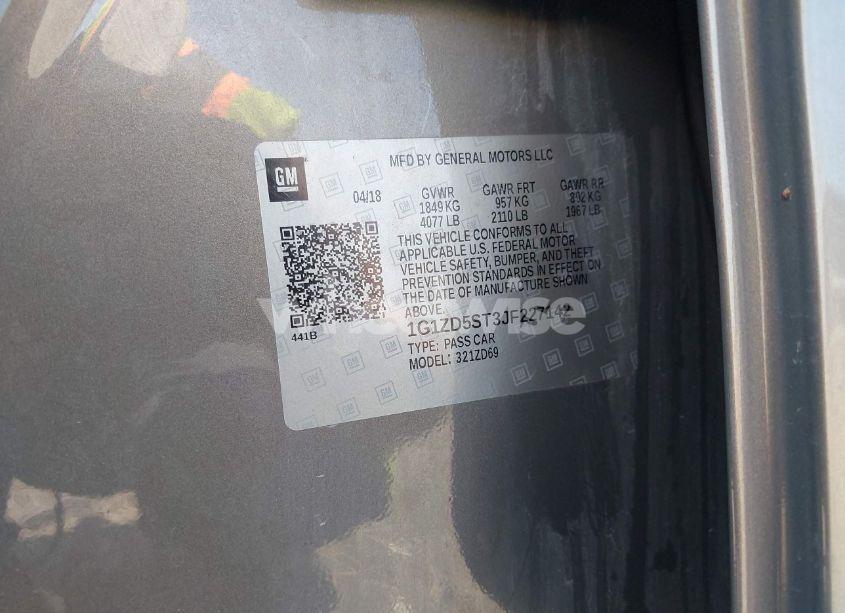 GM
MFD BY GENERAL MOTORS LLC
04/18
GVWR
1849 KG
4077 LB
GAWR FRT
957 KG
2110 LB
GAWR RR
892 KG
1967 LB
THIS VEHICLE CONFORMS TO ALL
APPLICABLE U.S. FEDERAL MOTOR
VEHICLE SAFETY, BUMPER, AND THEFT
PREVENTION STANDARDS IN EFFECT ON
THE DATE OF MANUFACTURE SHOWN
ABOVE.
1G1ZD5ST3JF227142
TYPE: PASS CAR
MODEL: 321ZD69
441B